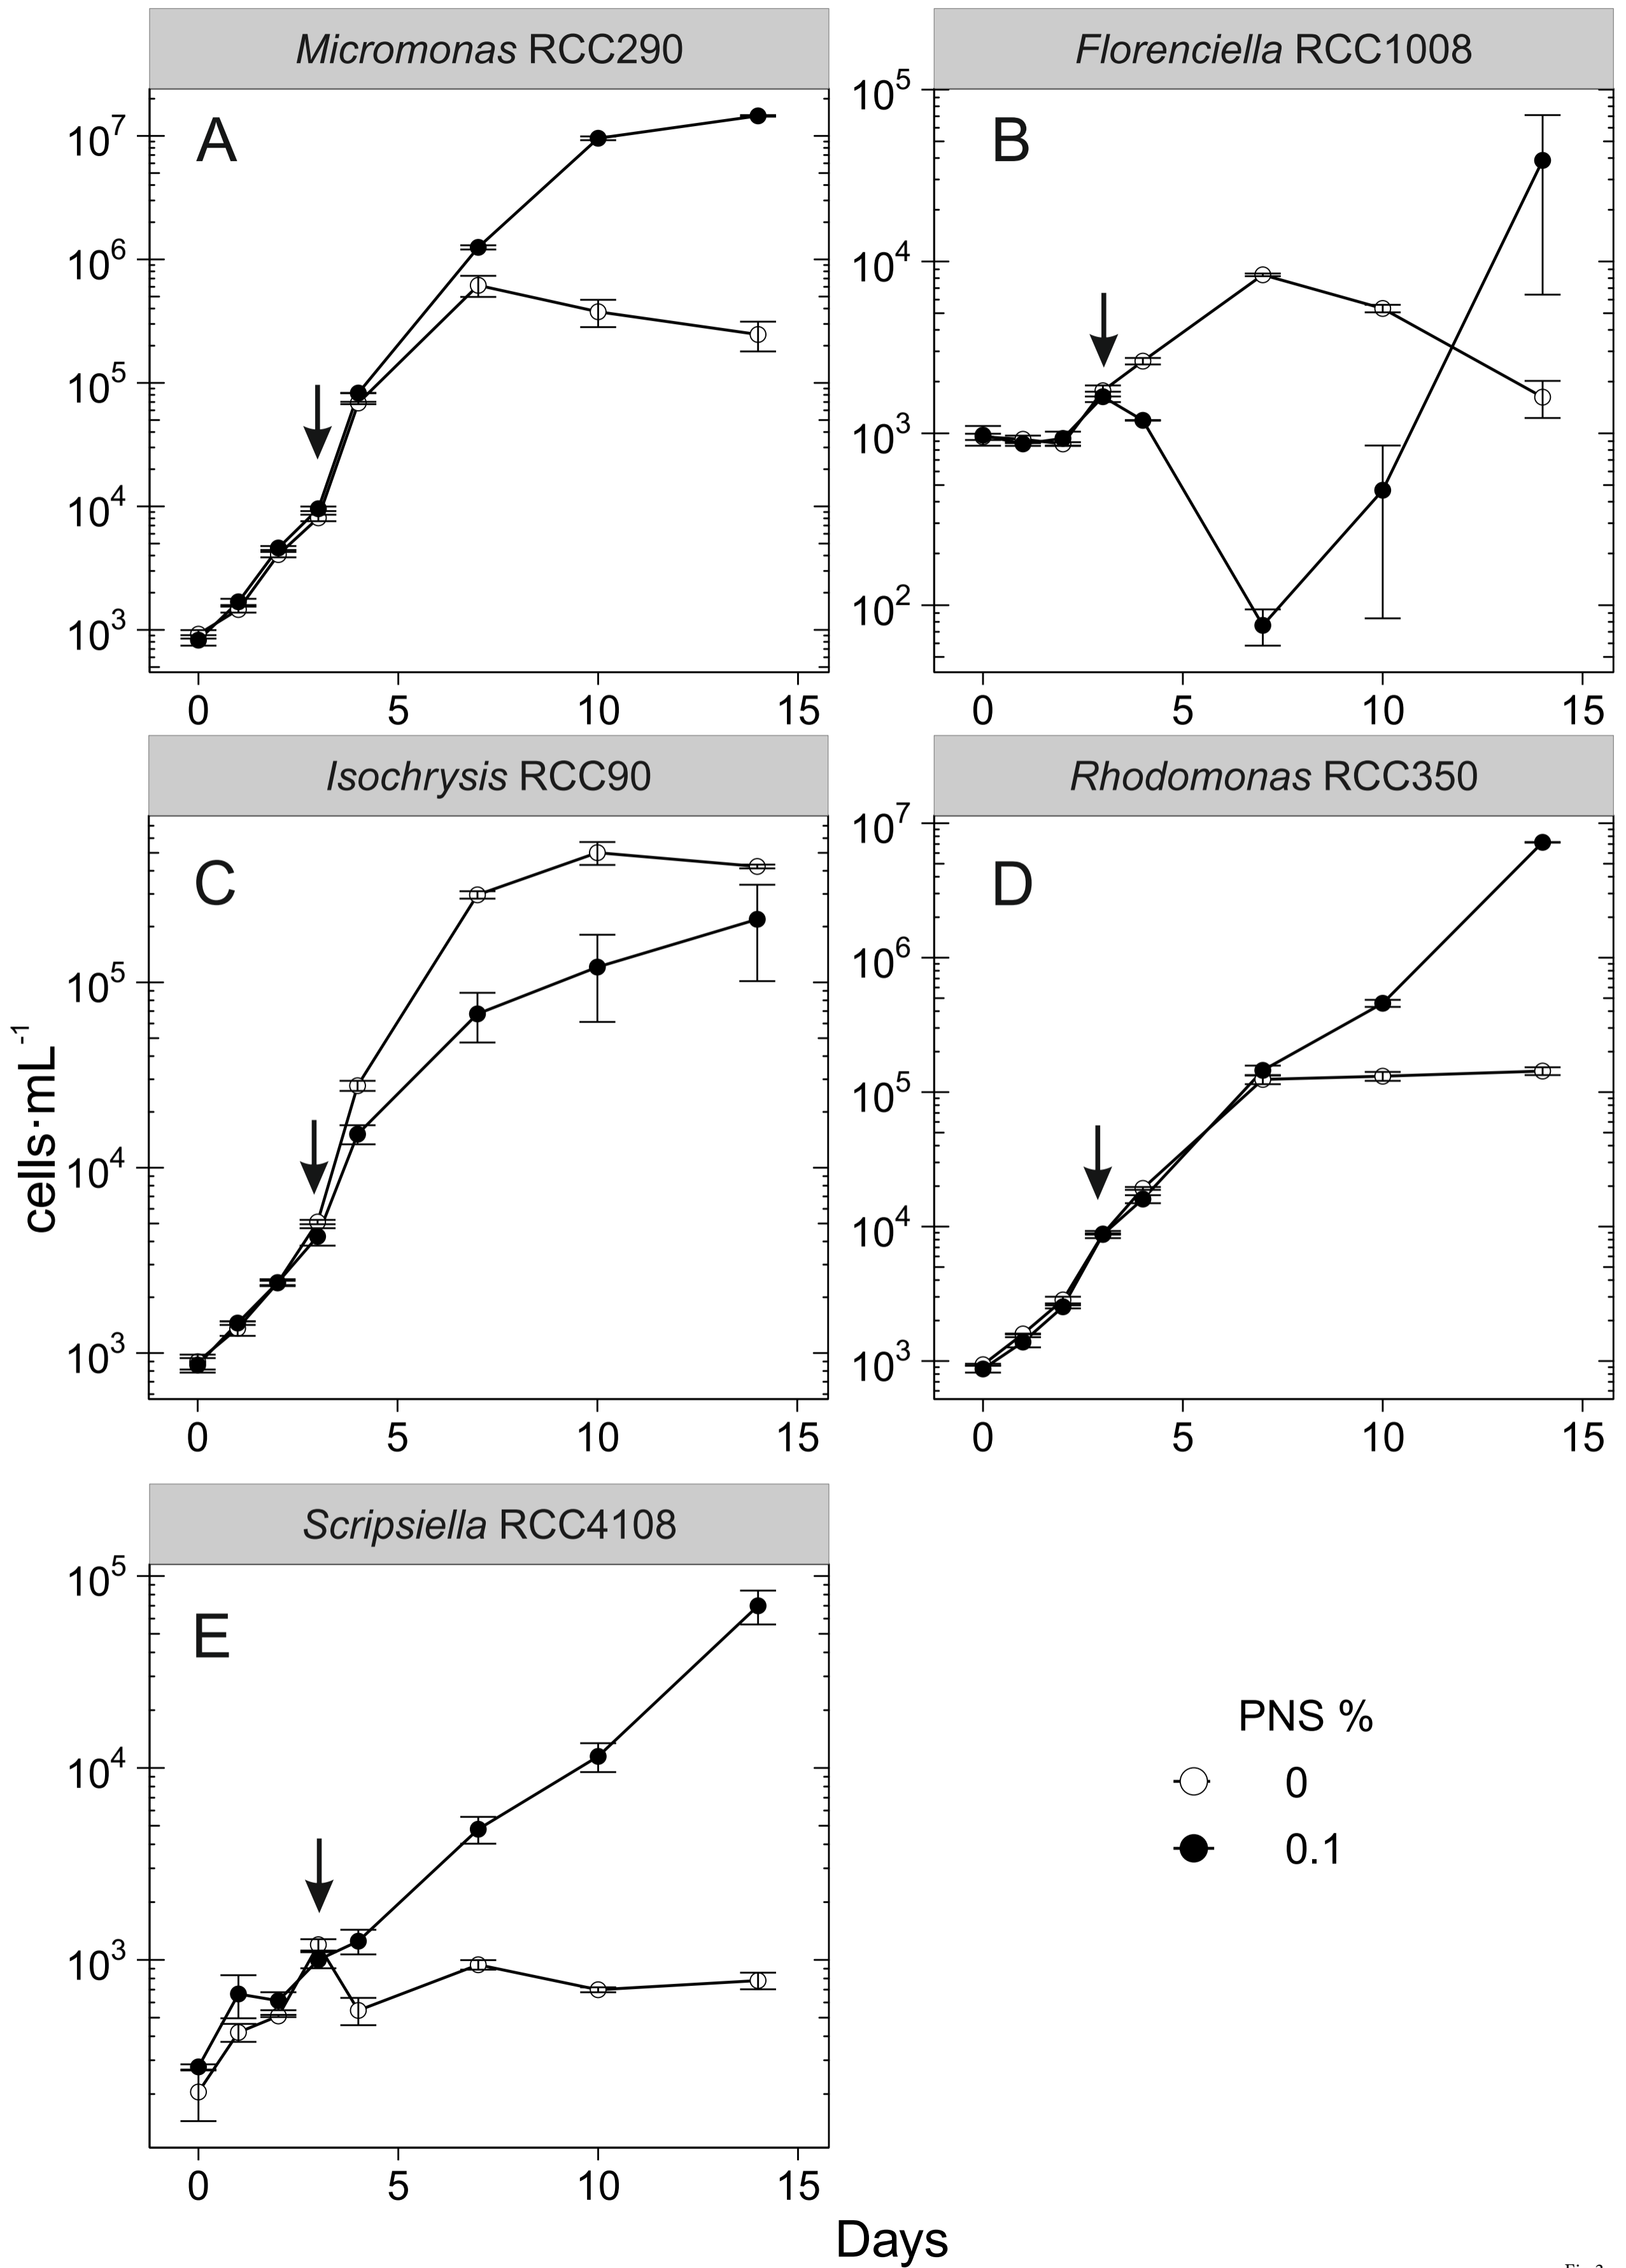 Micromonas RCC290
A
10^7
10^6
10^5
10^4
10^3
0 5 10 15
Florenciella RCC1008
B
10^5
10^4
10^3
10^2
0 5 10 15
Isochrysis RCC90
C
10^5
10^4
10^3
0 5 10 15
Rhodomonas RCC350
D
10^7
10^6
10^5
10^4
10^3
0 5 10 15
Scripsiella RCC4108
E
10^5
10^4
10^3
0 5 10 15
cells·mL^-1
Days
PNS %
0
0.1